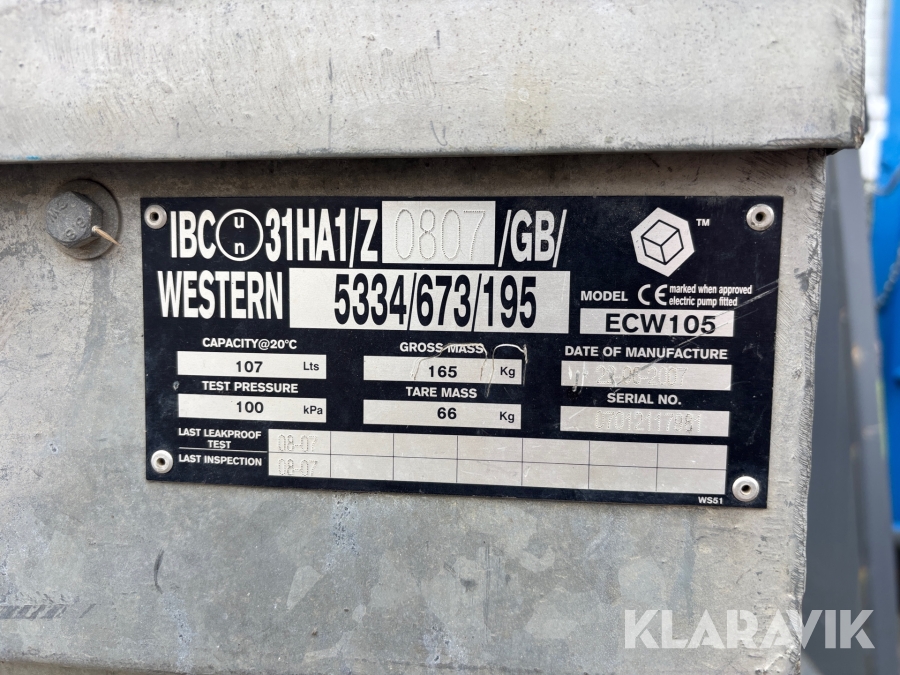 IBC un 31HA1/Z 0807 /GB/
WESTERN 5334/673/195
TM
MODEL CE marked when approved
electric pump fitted
ECW105
CAPACITY@20°C
107 Lts
TEST PRESSURE
100 kPa
GROSS MASS
165 Kg
TARE MASS
66 Kg
DATE OF MANUFACTURE
SERIAL NO.
LAST LEAKPROOF
TEST
08-07
LAST INSPECTION
08-07
WS51
KLARAVIK